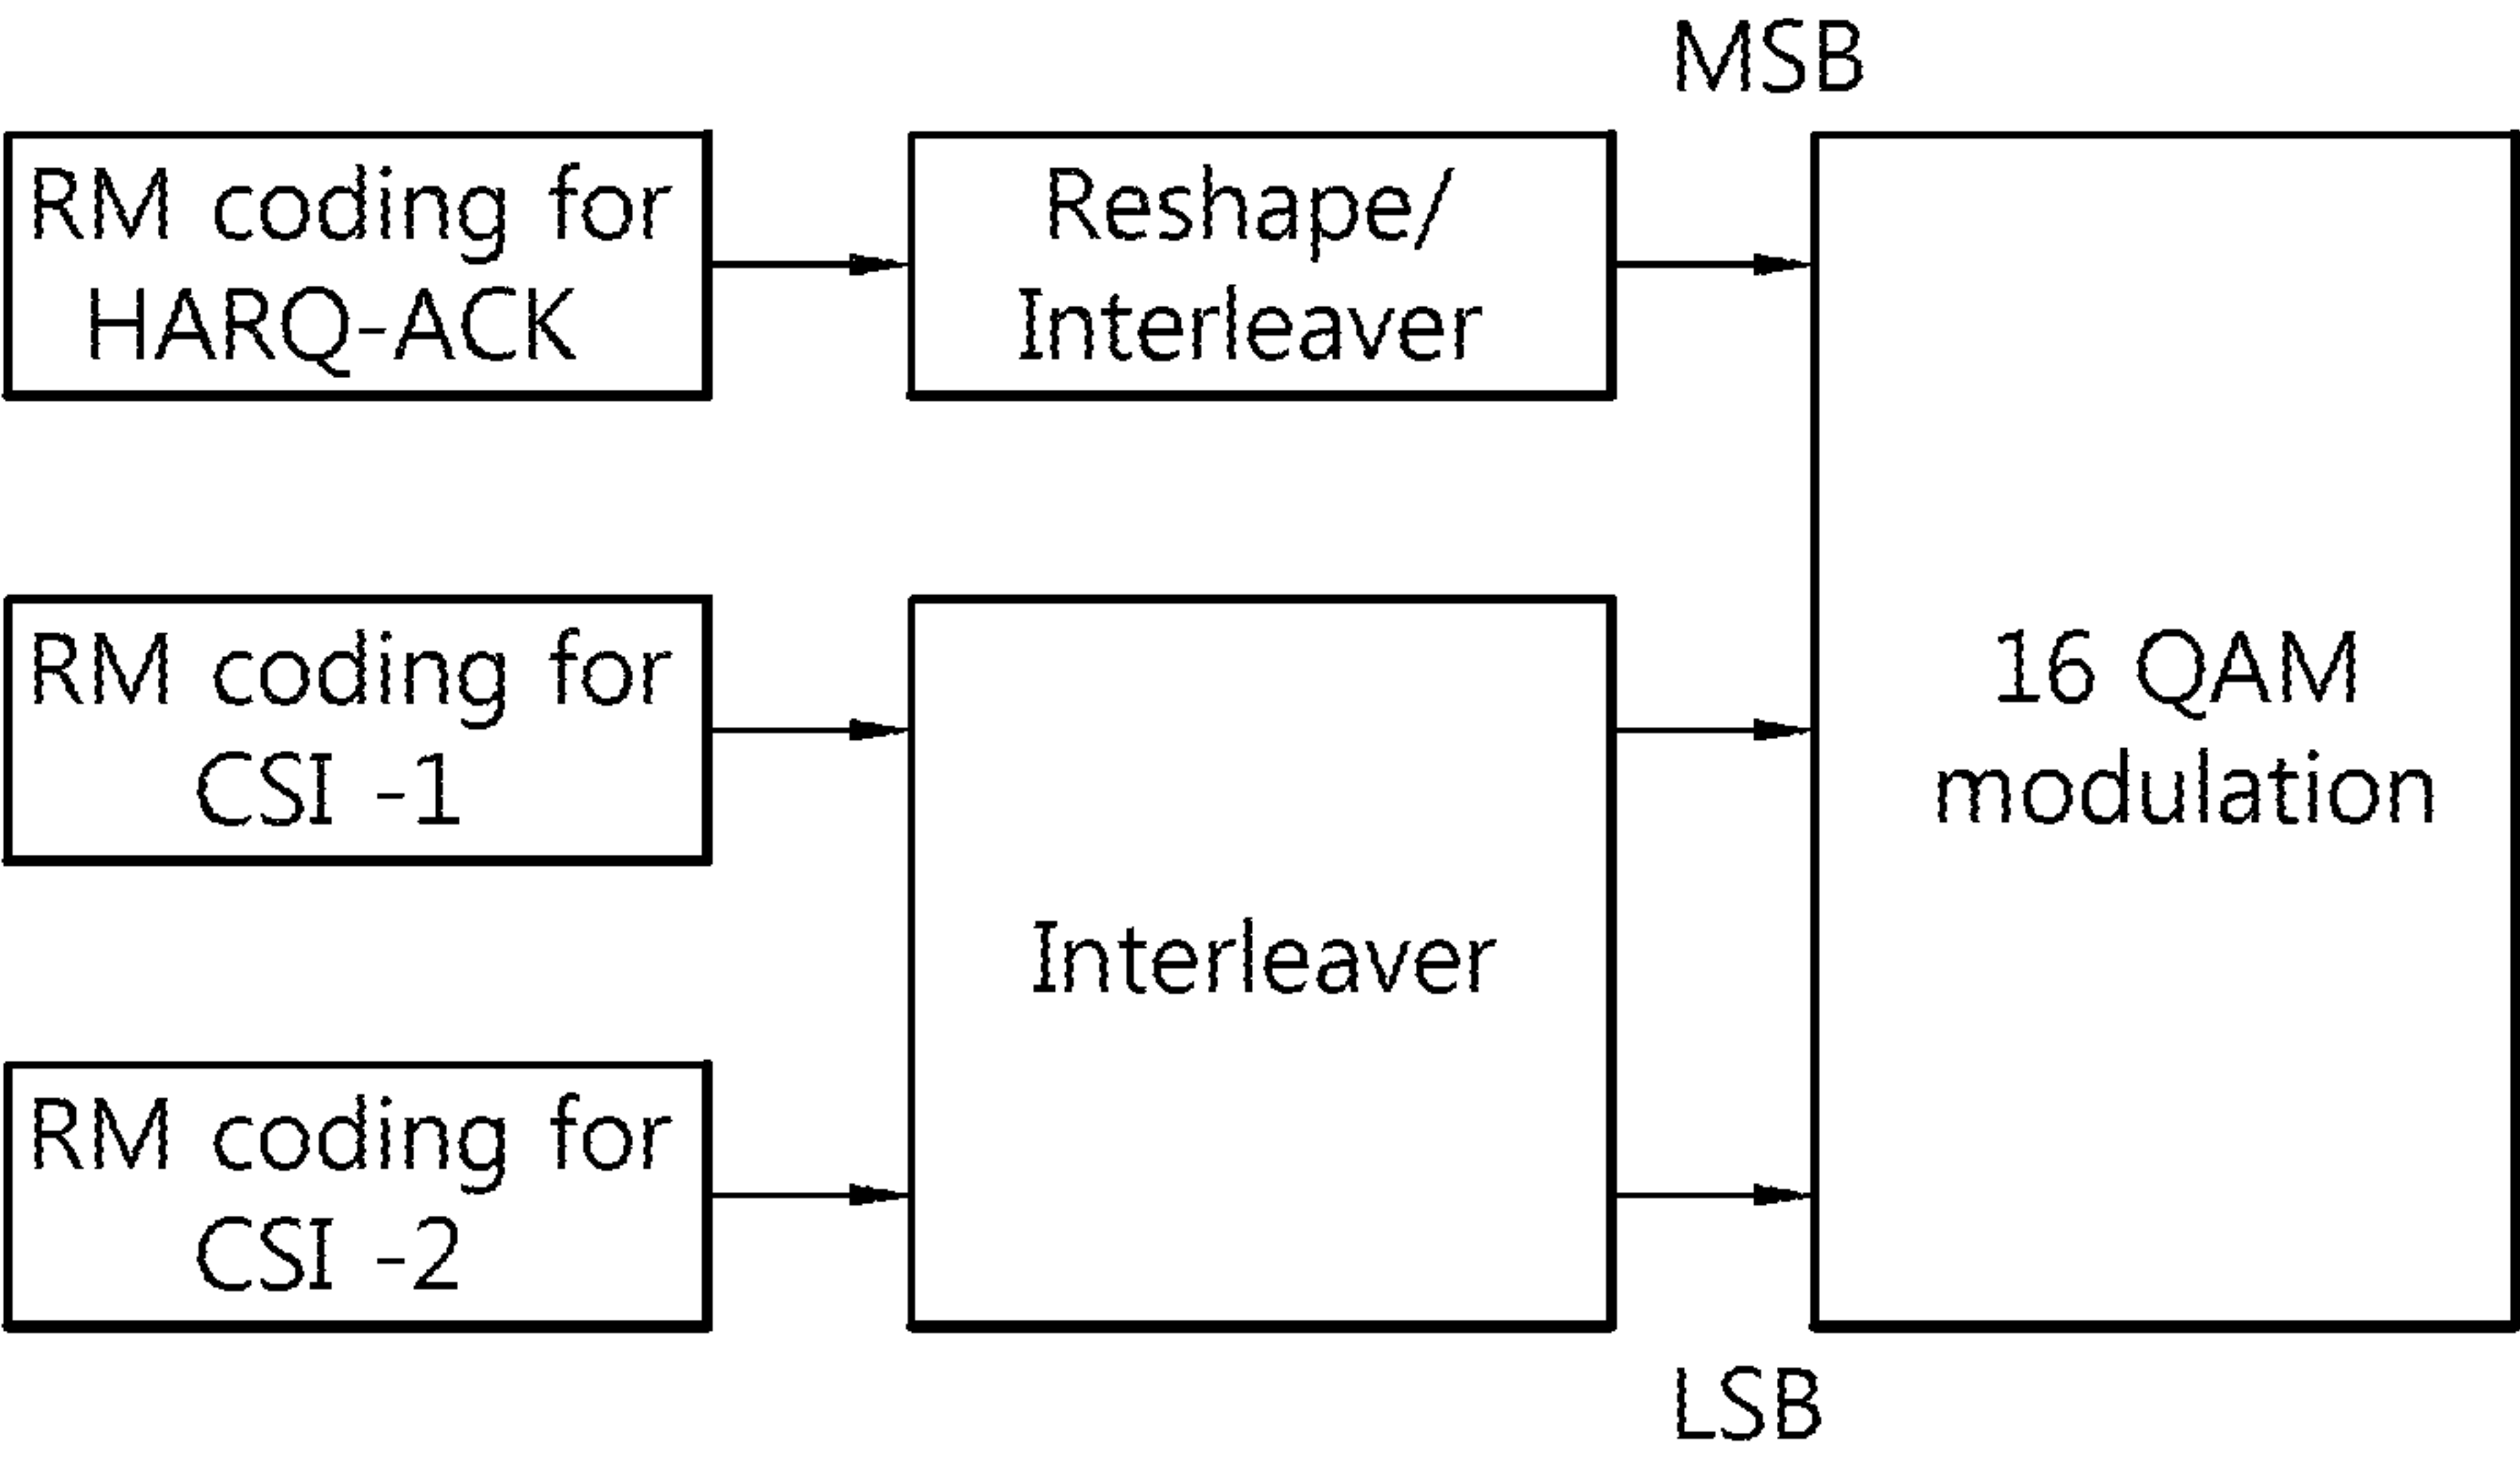 MSB
RM coding for
HARQ-ACK
Reshape/
Interleaver
RM coding for
CSI -1
Interleaver
16 QAM
modulation
RM coding for
CSI -2
LSB